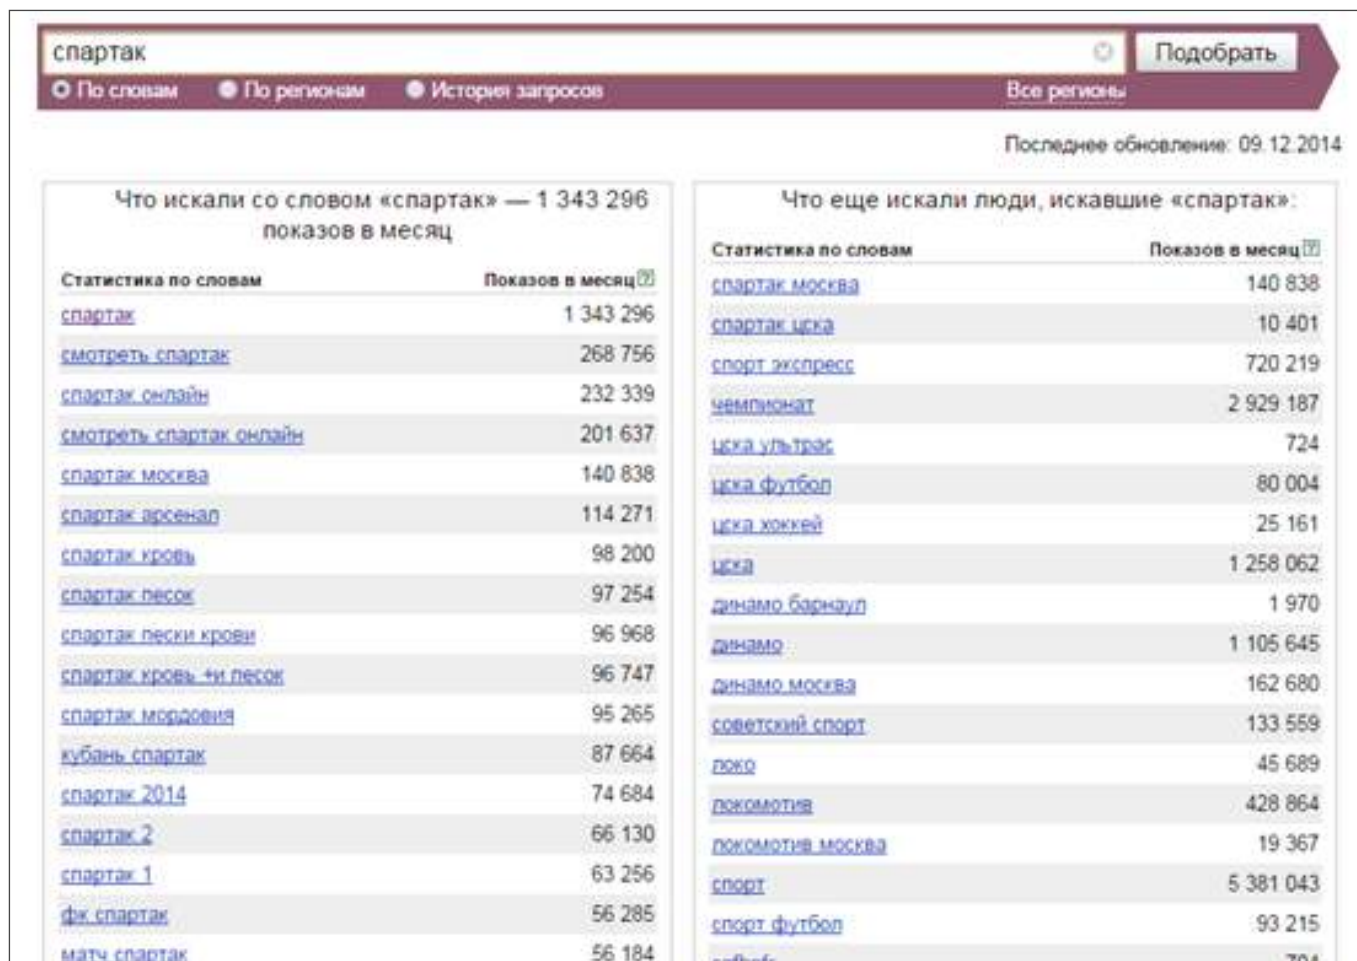 спартак
Подобрать
По словам По регионам История запросов Все регионы
Последнее обновление: 09.12.2014
Что искали со словом «спартак» — 1 343 296
показов в месяц
Статистика по словам Показов в месяц
спартак 1 343 296
смотреть спартак 268 756
спартак онлайн 232 339
смотреть спартак онлайн 201 637
спартак москва 140 838
спартак арсенал 114 271
спартак кровь 98 200
спартак песок 97 254
спартак пески крови 96 968
спартак кровь +и песок 96 747
спартак мордовия 95 265
кубань спартак 87 664
спартак 2014 74 684
спартак 2 66 130
спартак 1 63 256
фк спартак 56 285
матч спартак 56 184
Что еще искали люди, искавшие «спартак»:
Статистика по словам Показов в месяц
спартак москва 140 838
спартак цска 10 401
спорт экспресс 720 219
чемпионат 2 929 187
цска ультрас 724
цска футбол 80 004
цска хоккей 25 161
цска 1 258 062
динамо барнаул 1 970
динамо 1 105 645
динамо москва 162 680
советский спорт 133 559
локо 45 689
локомотив 428 864
локомотив москва 19 367
спорт 5 381 043
спорт футбол 93 215